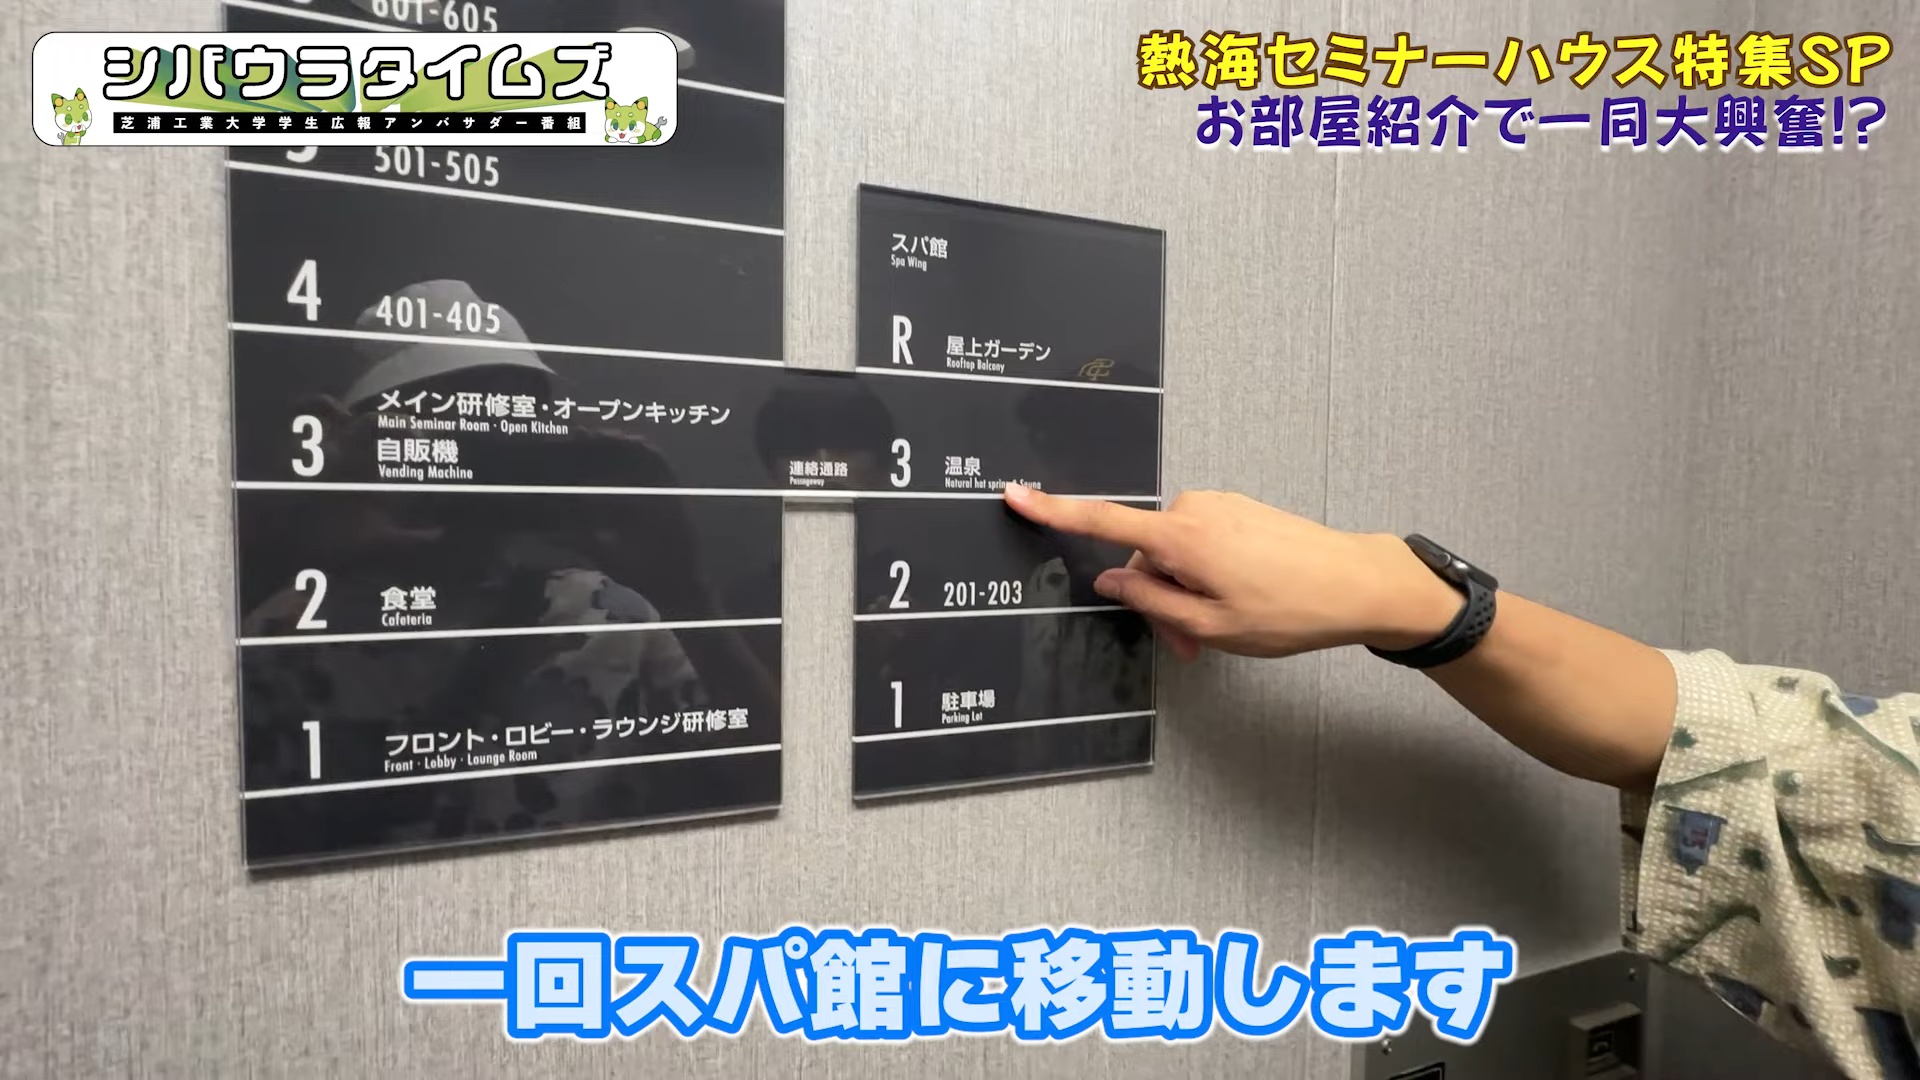 シバウラタイムズ
芝浦工業大学学生広報アンバサダー番組
熱海セミナーハウス特集SP
お部屋紹介で一同大興奮!?
601-605
5
501-505
4
401-405
3
メイン研修室・オープンキッチン
Main Seminar Room・Open Kitchen
自販機
Vending Machine
2
食堂
Cafeteria
1
フロント・ロビー・ラウンジ研修室
Front・Lobby・Lounge Room
連絡通路
Passageway
スパ館
Spa Wing
R
屋上ガーデン
Rooftop Balcony
3
温泉
Natural hot spring & Sauna
2
201-203
1
駐車場
Parking Lot
一回スパ館に移動します